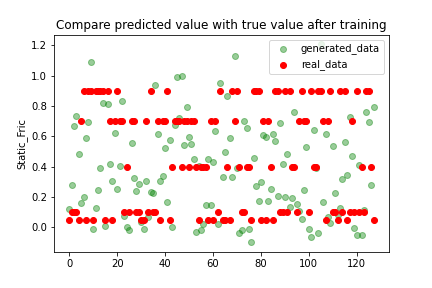 Compare predicted value with true value after training
generated_data
real_data
Static_Fric
1.2
1.0
0.8
0.6
0.4
0.2
0.0
0 20 40 60 80 100 120